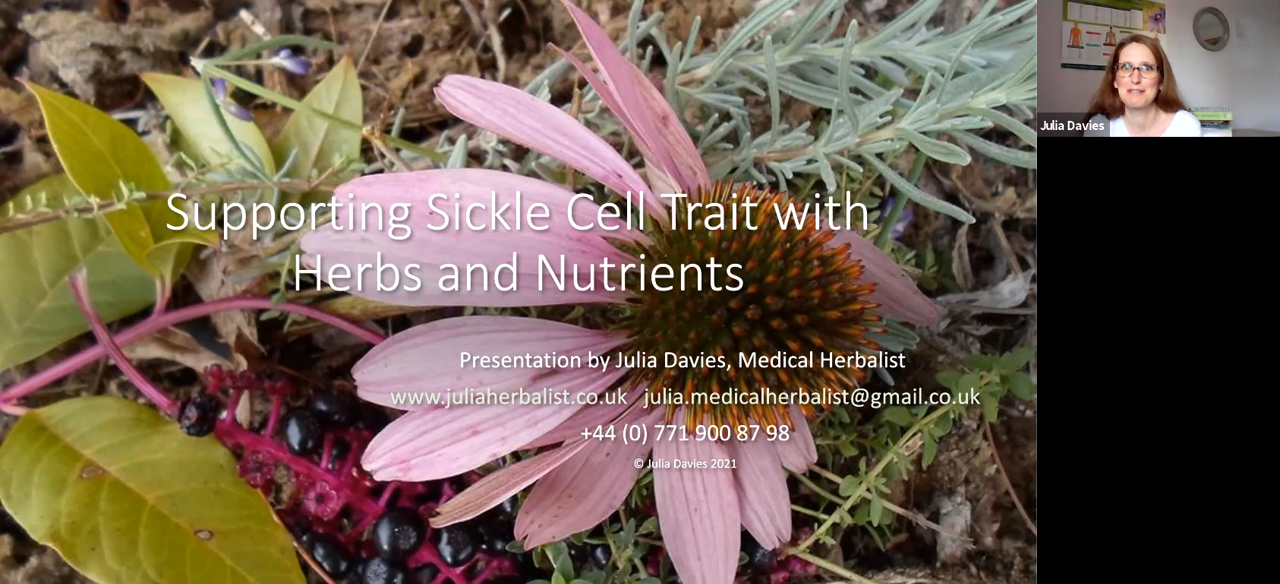 Supporting Sickle Cell Trait with
Herbs and Nutrients
Presentation by Julia Davies, Medical Herbalist
www.juliaherbalist.co.uk julia.medicalherbalist@gmail.co.uk
+44 (0) 771 900 87 98
© Julia Davies 2021
Julia Davies